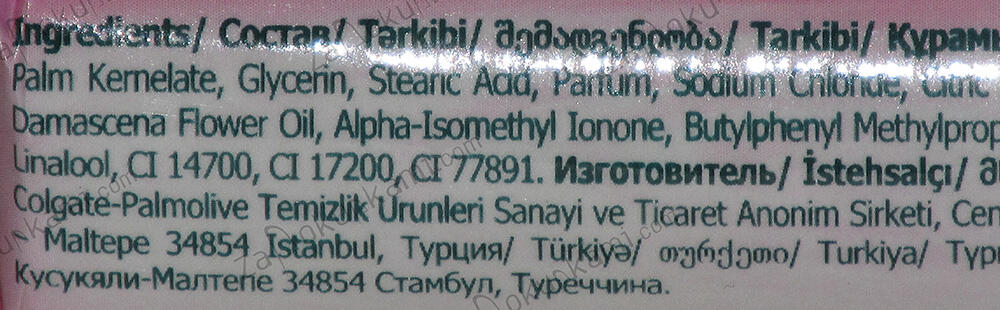 Ingredients/ Состав/ Tərkibi/ შემადგენლობა/ Tarkibi/ Құрамы
Palm Kernelate, Glycerin, Stearic Acid, Parfum, Sodium Chloride, Citric
Damascena Flower Oil, Alpha-Isomethyl Ionone, Butylphenyl Methylprop
Linalool, CI 14700, CI 17200, CI 77891. Изготовитель/ İstehsalçı/
Colgate-Palmolive Temizlik Urunleri Sanayi ve Ticaret Anonim Sirketi, Cen
Maltepe 34854 Istanbul, Турция/ Türkiyə/ თურქეთი/ Turkiya/ Тур
Кусукяли-Малтепе 34854 Стамбул, Туреччина.